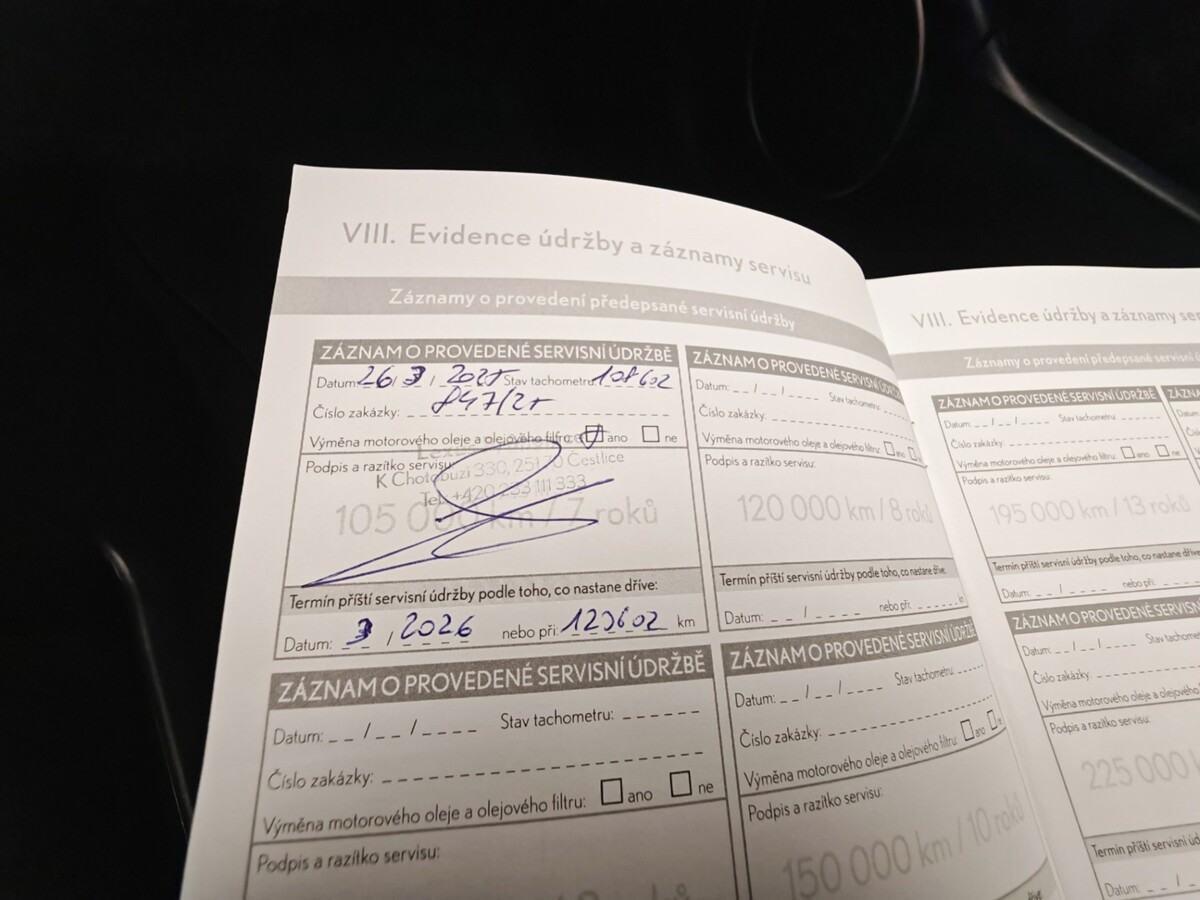 VIII. Evidence údržby a záznamy servisu
Záznamy o provedení předepsané servisní údržby
ZÁZNAM O PROVEDENÉ SERVISNÍ ÚDRŽBĚ
Datum: 26/3/2025 Stav tachometru: 108602
Číslo zakázky: 847/25
Výměna motorového oleje a olejového filtru: ano ne
Podpis a razítko servisu:
K Chotobuzi 330, 251 70 Čestlice
Tel. +420 233 111 333
105 000 km / 7 roků
Termín příští servisní údržby podle toho, co nastane dříve:
Datum: 3 / 2026 nebo při: 123602 km
ZÁZNAM O PROVEDENÉ SERVISNÍ ÚDRŽBĚ
Datum: _ _ / _ _ / _ _ _ _ Stav tachometru: _ _ _ _ _ _
Číslo zakázky:
Výměna motorového oleje a olejového filtru: ano ne
Podpis a razítko servisu:
ZÁZNAM O PROVEDENÉ SERVISNÍ ÚDRŽBĚ
Datum: _ _ / _ _ / _ _ _ _ Stav tachometru:
Číslo zakázky:
Výměna motorového oleje a olejového filtru: ano
Podpis a razítko servisu:
120 000 km / 8 roků
Termín příští servisní údržby podle toho, co nastane dříve:
Datum: _ _ / _ _ _ _ nebo při: _ _ _ _ _ _
ZÁZNAM O PROVEDENÉ SERVISNÍ ÚDRŽBĚ
Datum: _ _ / _ _ / _ _ _ _ Stav tachometru:
Číslo zakázky:
Výměna motorového oleje a olejového filtru: ano ne
Podpis a razítko servisu:
150 000 km / 10 roků
VIII. Evidence údržby a záznamy
Záznamy o provedení předepsané servisní
ZÁZNAM O PROVEDENÉ SERVISNÍ ÚDRŽBĚ
Datum: _ _ / _ _ / _ _ _ _ Stav tachometru:
Číslo zakázky:
Výměna motorového oleje a olejového filtru: ano ne
Podpis a razítko servisu:
195 000 km / 13 roků
Termín příští servisní údržby podle toho, co nastane dříve:
Datum: _ _ / _ _ _ _ nebo při:
ZÁZNAM O PROVEDENÉ SERVISNÍ
Datum: _ _ / _ _ / _ _ _ _
Číslo zakázky:
Výměna motorového oleje a olejového
Podpis a razítko servisu:
225 000
Termín příští servisní údržby
Datum: